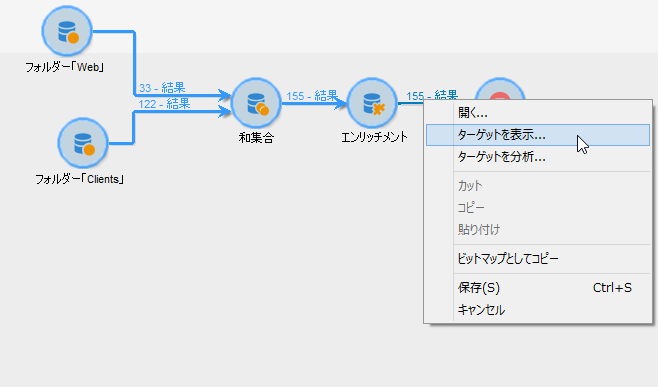 フォルダー「Web」
33 - 結果
122 - 結果
フォルダー「Clients」
和集合
155 - 結果
エンリッチメント
155 - 結果
開く...
ターゲットを表示...
ターゲットを分析...
カット
コピー
貼り付け
ビットマップとしてコピー
保存(S) Ctrl+S
キャンセル